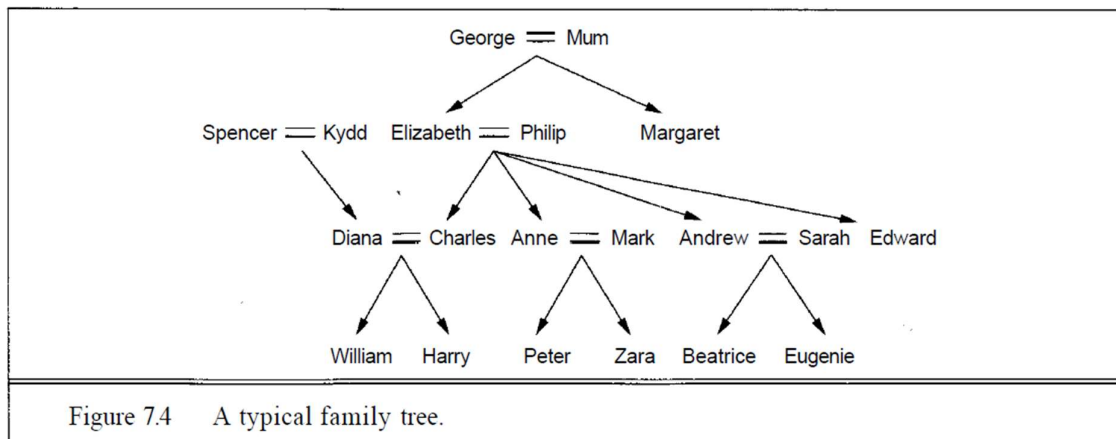 George Mum
Spencer Kydd Elizabeth Philip Margaret
Diana Charles Anne Mark Andrew Sarah Edward
William Harry Peter Zara Beatrice Eugenie
Figure 7.4 A typical family tree.